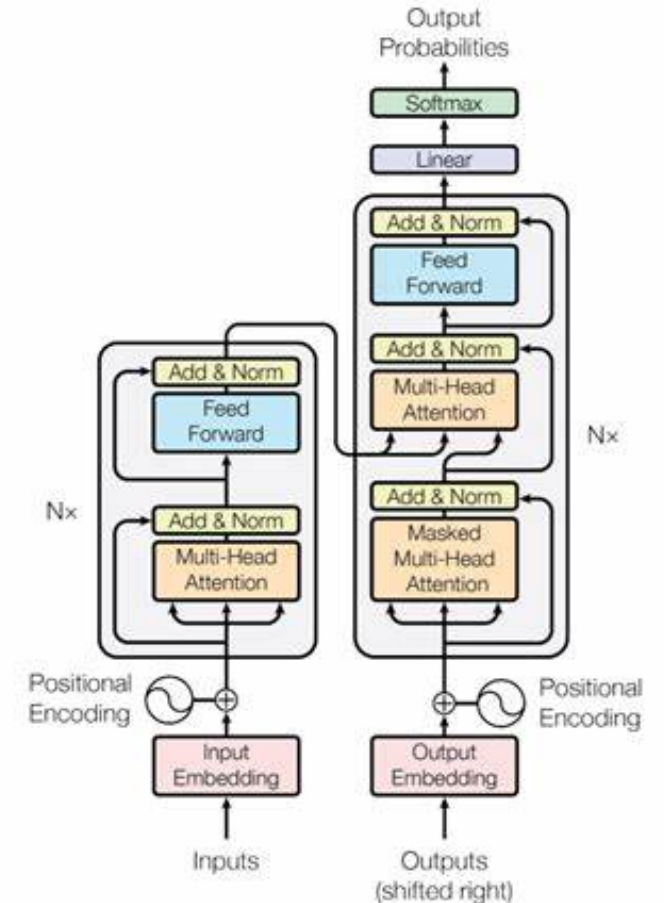 Output
Probabilities
Softmax
Linear
Add & Norm
Feed
Forward
Add & Norm
Multi-Head
Attention
Nx
Add & Norm
Masked
Multi-Head
Attention
Add & Norm
Feed
Forward
Nx
Add & Norm
Multi-Head
Attention
Positional
Encoding
Positional
Encoding
Input
Embedding
Output
Embedding
Inputs
Outputs
(shifted right)